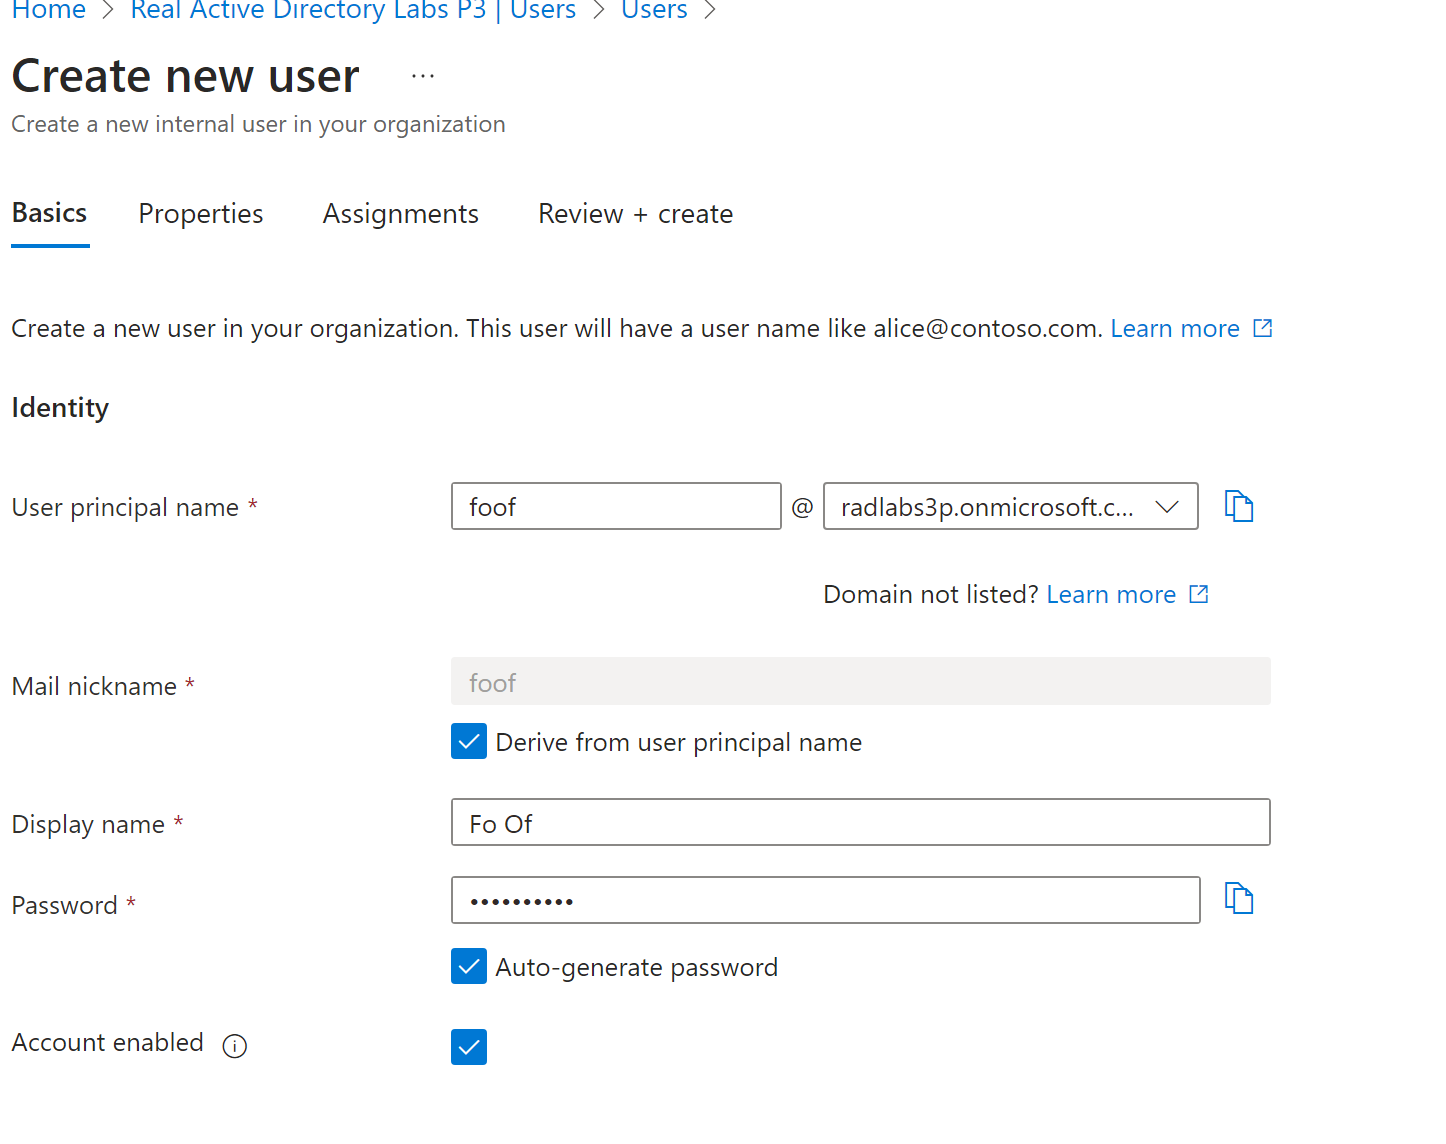 Home > Real Active Directory Labs P3 | Users > Users >
Create new user ...
Create a new internal user in your organization
Basics Properties Assignments Review + create
Create a new user in your organization. This user will have a user name like alice@contoso.com. Learn more
Identity
User principal name * foof @ radlabs3p.onmicrosoft.c...
Domain not listed? Learn more
Mail nickname * foof
Derive from user principal name
Display name * Fo Of
Password * ••••••••••
Auto-generate password
Account enabled